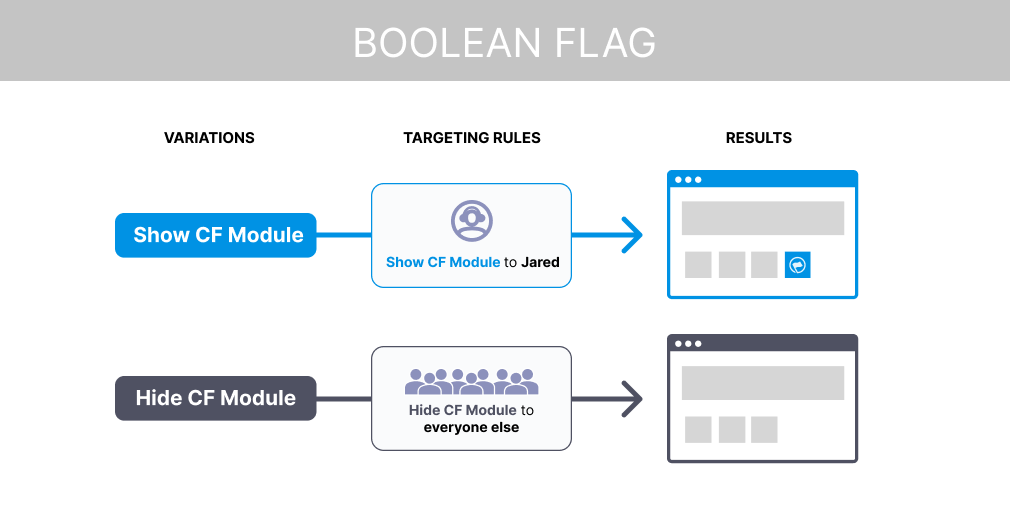 BOOLEAN FLAG
VARIATIONS
TARGETING RULES
RESULTS
Show CF Module
Show CF Module to Jared
Hide CF Module
Hide CF Module to
everyone else